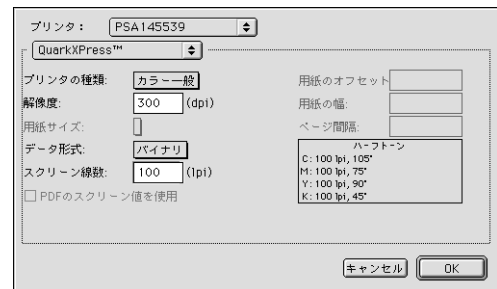 プリンタ： PSA145539
QuarkXPress™
プリンタの種類: カラー一般
解像度: 300 (dpi)
用紙サイズ:
データ形式: バイナリ
スクリーン線数: 100 (lpi)
PDFのスクリーン値を使用
用紙のオフセット
用紙の幅:
ページ間隔:
ハーフトーン
C: 100 lpi, 105°
M: 100 lpi, 75°
Y: 100 lpi, 90°
K: 100 lpi, 45°
キャンセル OK